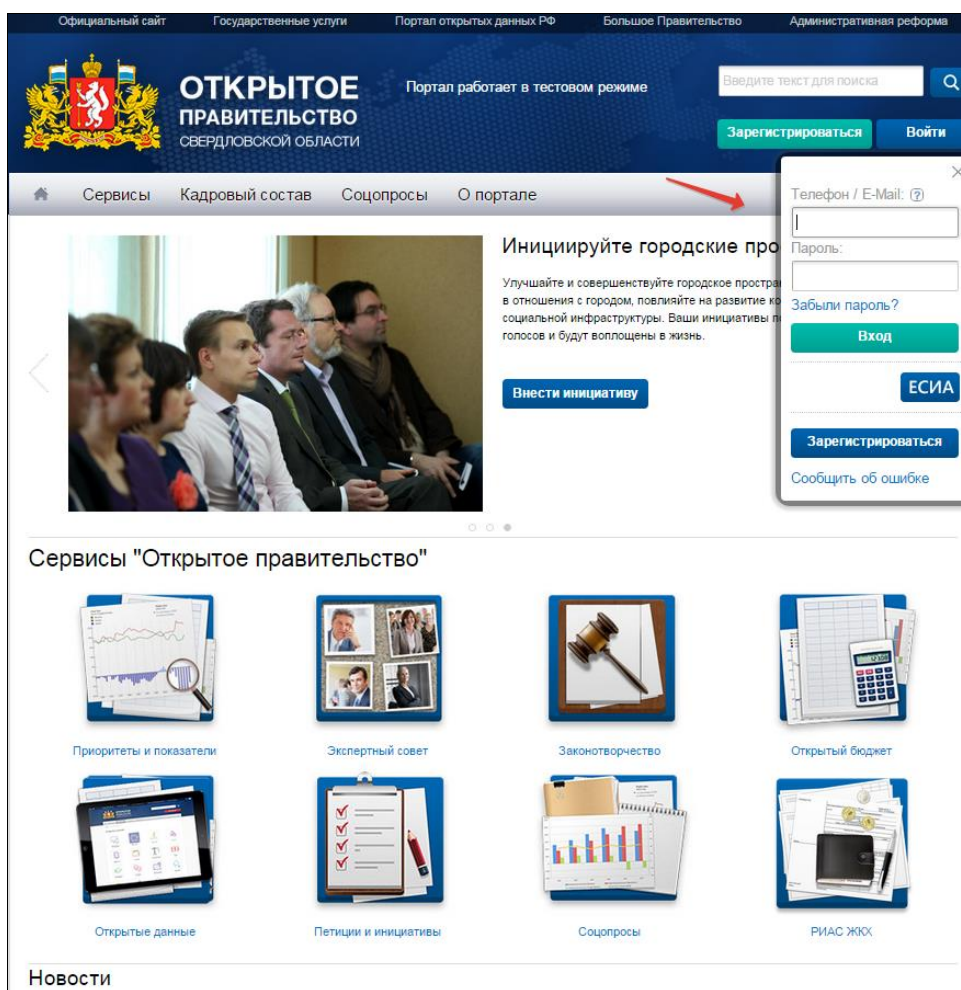 Официальный сайт Государственные услуги Портал открытых данных РФ Большое Правительство Административная реформа
ОТКРЫТОЕ
ПРАВИТЕЛЬСТВО
СВЕРДЛОВСКОЙ ОБЛАСТИ
Портал работает в тестовом режиме
Введите текст для поиска
Зарегистрироваться Войти
Сервисы Кадровый состав Соцопросы О портале
Телефон / E-Mail: ?
Пароль:
Забыли пароль?
Вход
ЕСИА
Зарегистрироваться
Сообщить об ошибке
Инициируйте городские про
Улучшайте и совершенствуйте городское простра
в отношения с городом, повлияйте на развитие ко
социальной инфраструктуры. Ваши инициативы п
голосов и будут воплощены в жизнь.
Внести инициативу
Сервисы "Открытое правительство"
Приоритеты и показатели Экспертный совет Законотворчество Открытый бюджет
Открытые данные Петиции и инициативы Соцопросы РИАС ЖКХ
Новости